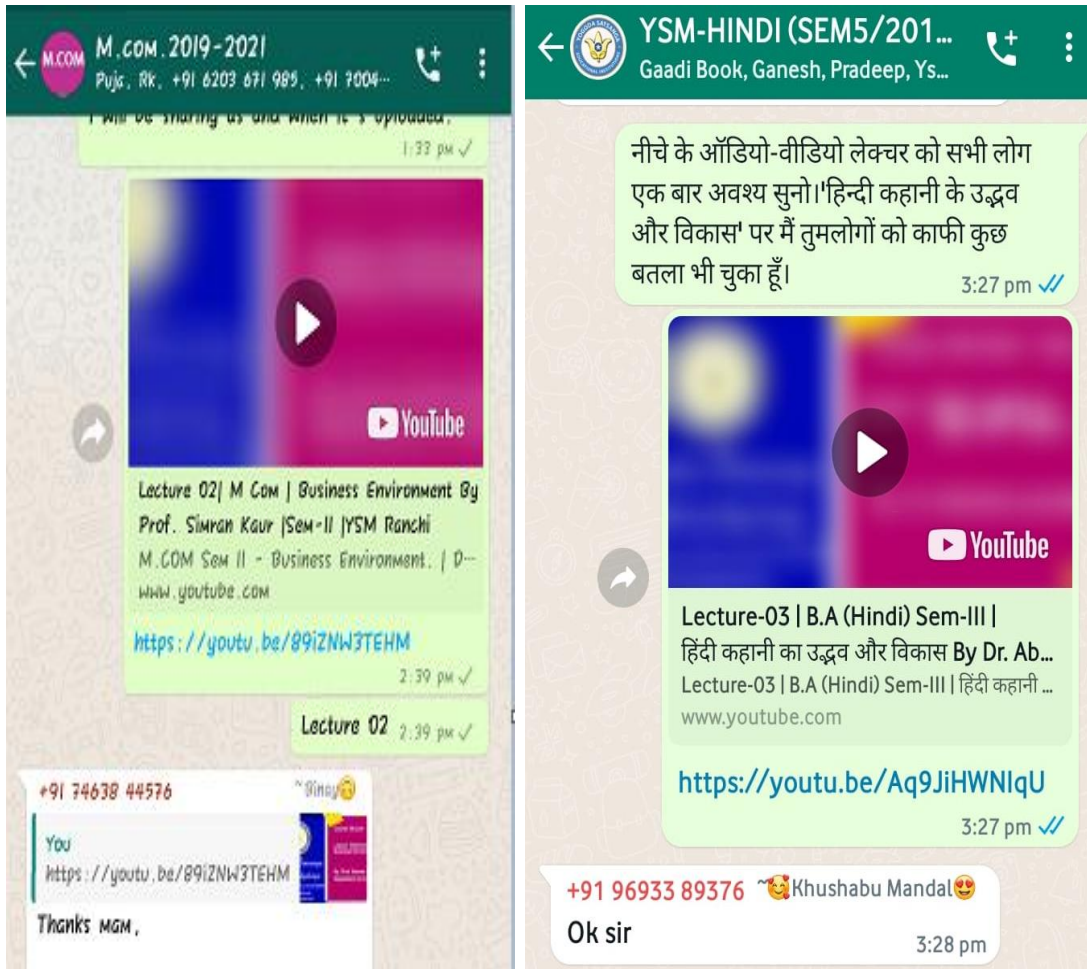 M.COM
M.com.2019-2021
Puja, Rk, +91 6203 671 985, +91 7004...
I will be sharing as and when it's uploaded.
1:33 pm
YouTube
Lecture 02| M Com | Business Environment By
Prof. Simran Kaur |Sem-II |YSM Ranchi
M.COM Sem II - Business Environment. | D...
www.youtube.com
https://youtu.be/89iZNW3TEHM
2:39 pm
Lecture 02 2:39 pm
+91 74638 44576 ~Binay🙃
You
https://youtu.be/89iZNW3TEHM
Thanks mam,
YSM-HINDI (SEM5/201...
Gaadi Book, Ganesh, Pradeep, Ys...
नीचे के ऑडियो-वीडियो लेक्चर को सभी लोग
एक बार अवश्य सुनो।'हिन्दी कहानी के उद्भव
और विकास' पर मैं तुमलोगों को काफी कुछ
बतला भी चुका हूँ।
3:27 pm
YouTube
Lecture-03 | B.A (Hindi) Sem-III |
हिंदी कहानी का उद्भव और विकास By Dr. Ab...
Lecture-03 | B.A (Hindi) Sem-III | हिंदी कहानी ...
www.youtube.com
https://youtu.be/Aq9JiHWNIqU
3:27 pm
+91 96933 89376 ~🥰Khushabu Mandal😍
Ok sir
3:28 pm